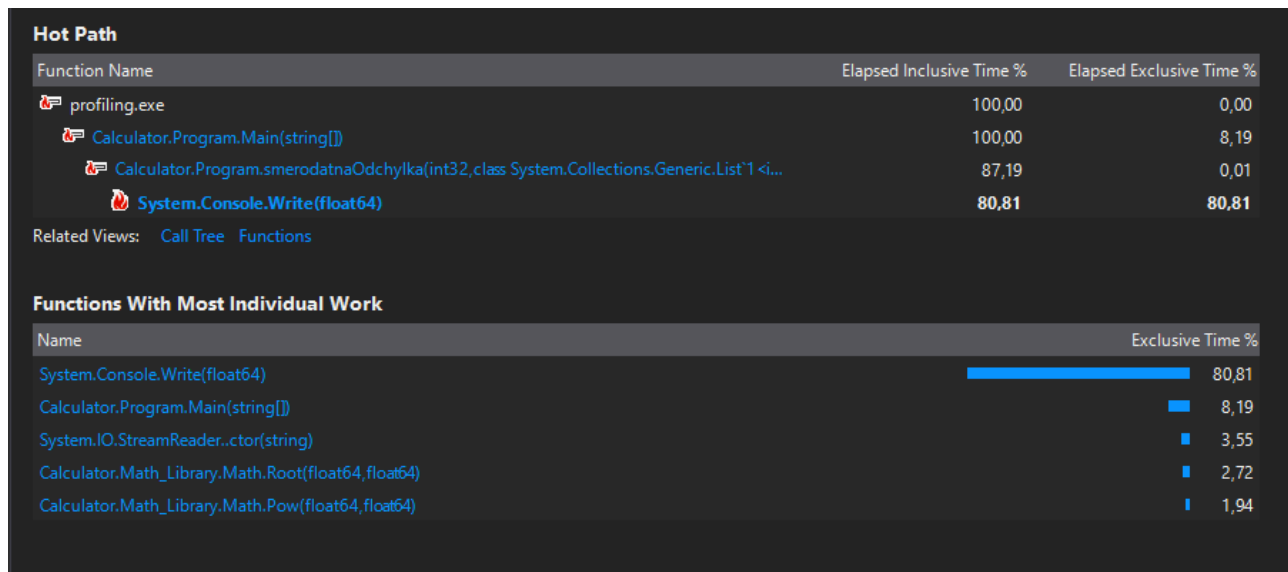 Hot Path
Function Name Elapsed Inclusive Time % Elapsed Exclusive Time %
profiling.exe 100,00 0,00
Calculator.Program.Main(string[]) 100,00 8,19
Calculator.Program.smerodatnaOdchylka(int32,class System.Collections.Generic.List`1<i... 87,19 0,01
System.Console.Write(float64) 80,81 80,81
Related Views: Call Tree Functions
Functions With Most Individual Work
Name Exclusive Time %
System.Console.Write(float64) 80,81
Calculator.Program.Main(string[]) 8,19
System.IO.StreamReader..ctor(string) 3,55
Calculator.Math_Library.Math.Root(float64,float64) 2,72
Calculator.Math_Library.Math.Pow(float64,float64) 1,94